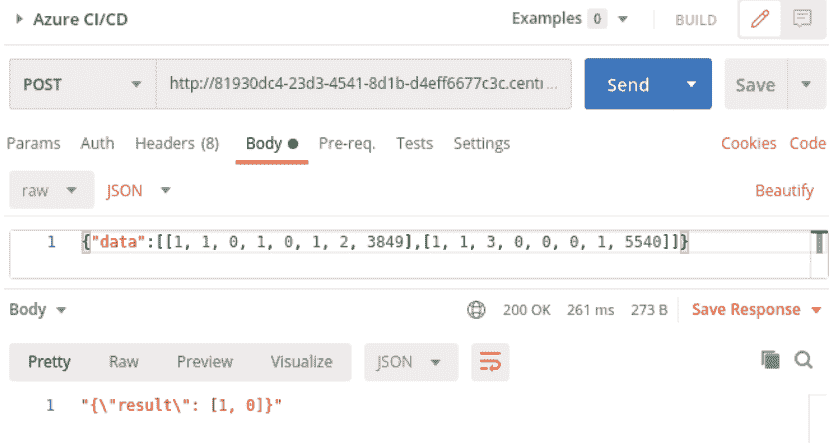 Azure CI/CD Examples 0 BUILD
POST http://81930dc4-23d3-4541-8d1b-d4eff6677c3c.centr... Send Save
Params Auth Headers (8) Body Pre-req. Tests Settings Cookies Code
raw JSON Beautify
1 {"data":[[1, 1, 0, 1, 0, 1, 2, 3849],[1, 1, 3, 0, 0, 0, 1, 5540]]}
Body 200 OK 261 ms 273 B Save Response
Pretty Raw Preview Visualize JSON
1 "{\"result\": [1, 0]}"